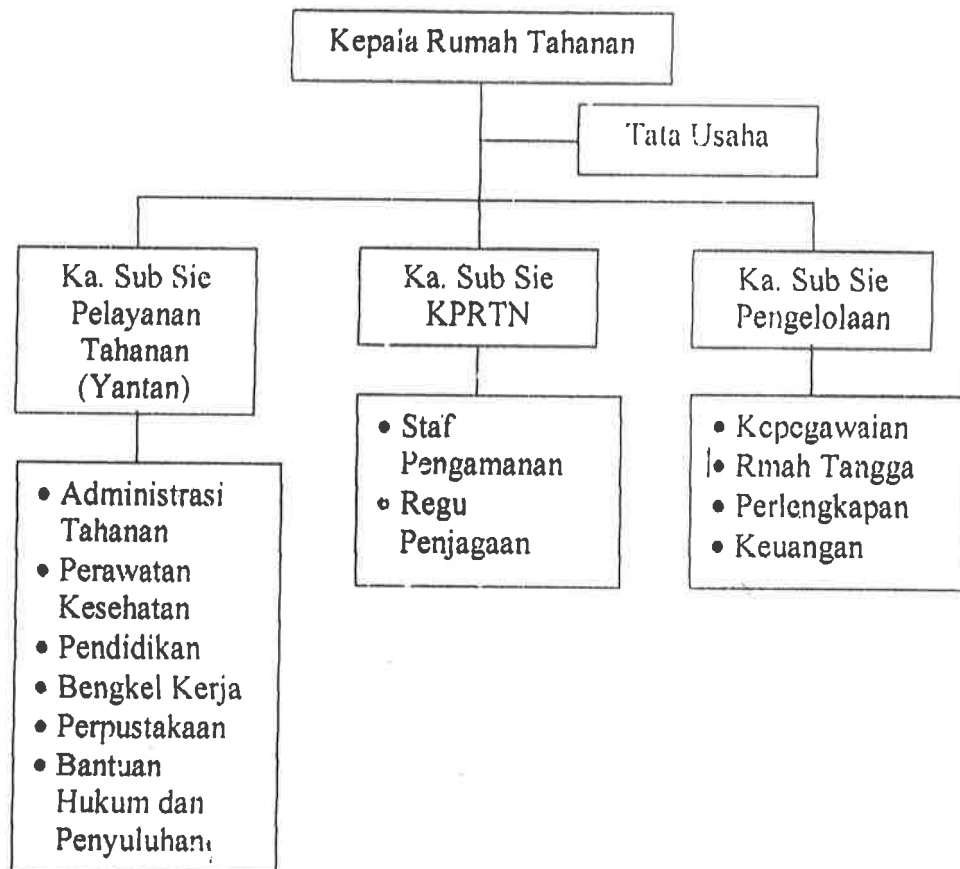 Kepala Rumah Tahanan
Tata Usaha
Ka. Sub Sie
Pelayanan
Tahanan
(Yantan)
Ka. Sub Sie
KPRTN
Ka. Sub Sie
Pengelolaan
• Administrasi
Tahanan
• Perawatan
Kesehatan
• Pendidikan
• Bengkel Kerja
• Perpustakaan
• Bantuan
Hukum dan
Penyuluhan
• Staf
Pengamanan
• Regu
Penjagaan
• Kepegawaian
• Rmah Tangga
• Perlengkapan
• Keuangan